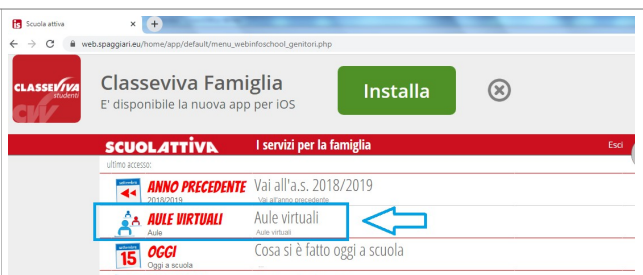 Scuola attiva
web.spaggiari.eu/home/app/default/menu_webinfoschool_genitori.php
CLASSEVIVA
studenti
Classeviva Famiglia
E' disponibile la nuova app per iOS
Installa
SCUOLATTIVA I servizi per la famiglia Esci
ultimo accesso:
settembre
ANNO PRECEDENTE Vai all'a.s. 2018/2019
2018/2019 Vai all'anno precedente
AULE VIRTUALI Aule virtuali
Aule Aule virtuali
settembre
15 OGGI Cosa si è fatto oggi a scuola
Oggi a scuola